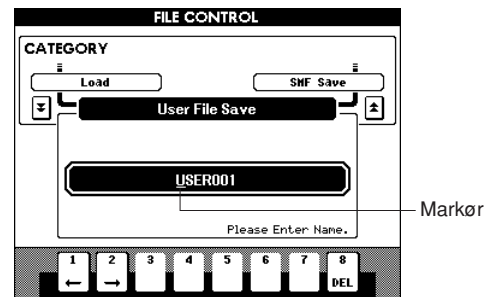 FILE CONTROL
CATEGORY
Load
SMF Save
User File Save
USER001
Markør
Please Enter Name.
1 2 3 4 5 6 7 8
← → DEL